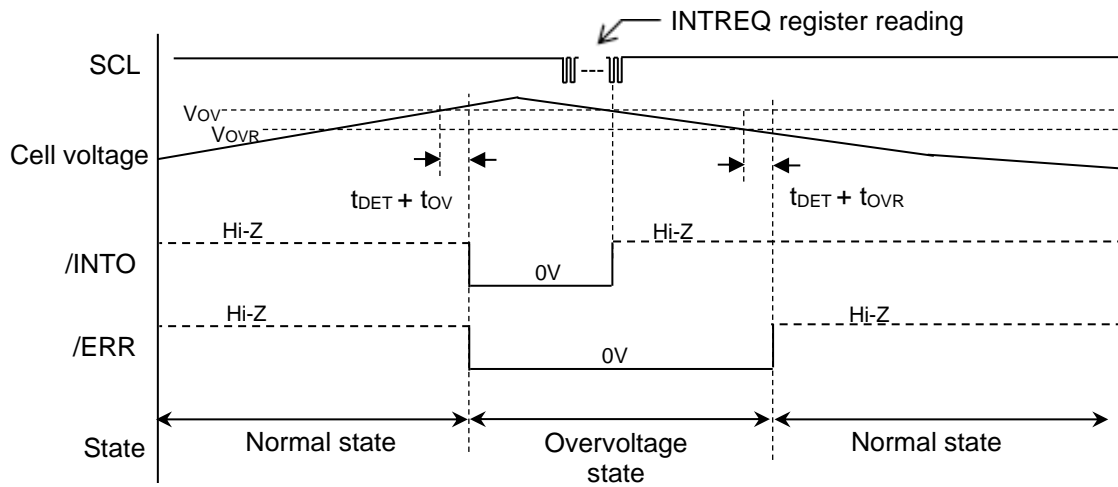 INTREQ register reading
SCL
VOV
VOVR
Cell voltage
tDET + tOV
tDET + tOVR
Hi-Z
Hi-Z
/INTO
0V
Hi-Z
Hi-Z
/ERR
0V
Normal state
Overvoltage
state
Normal state
State